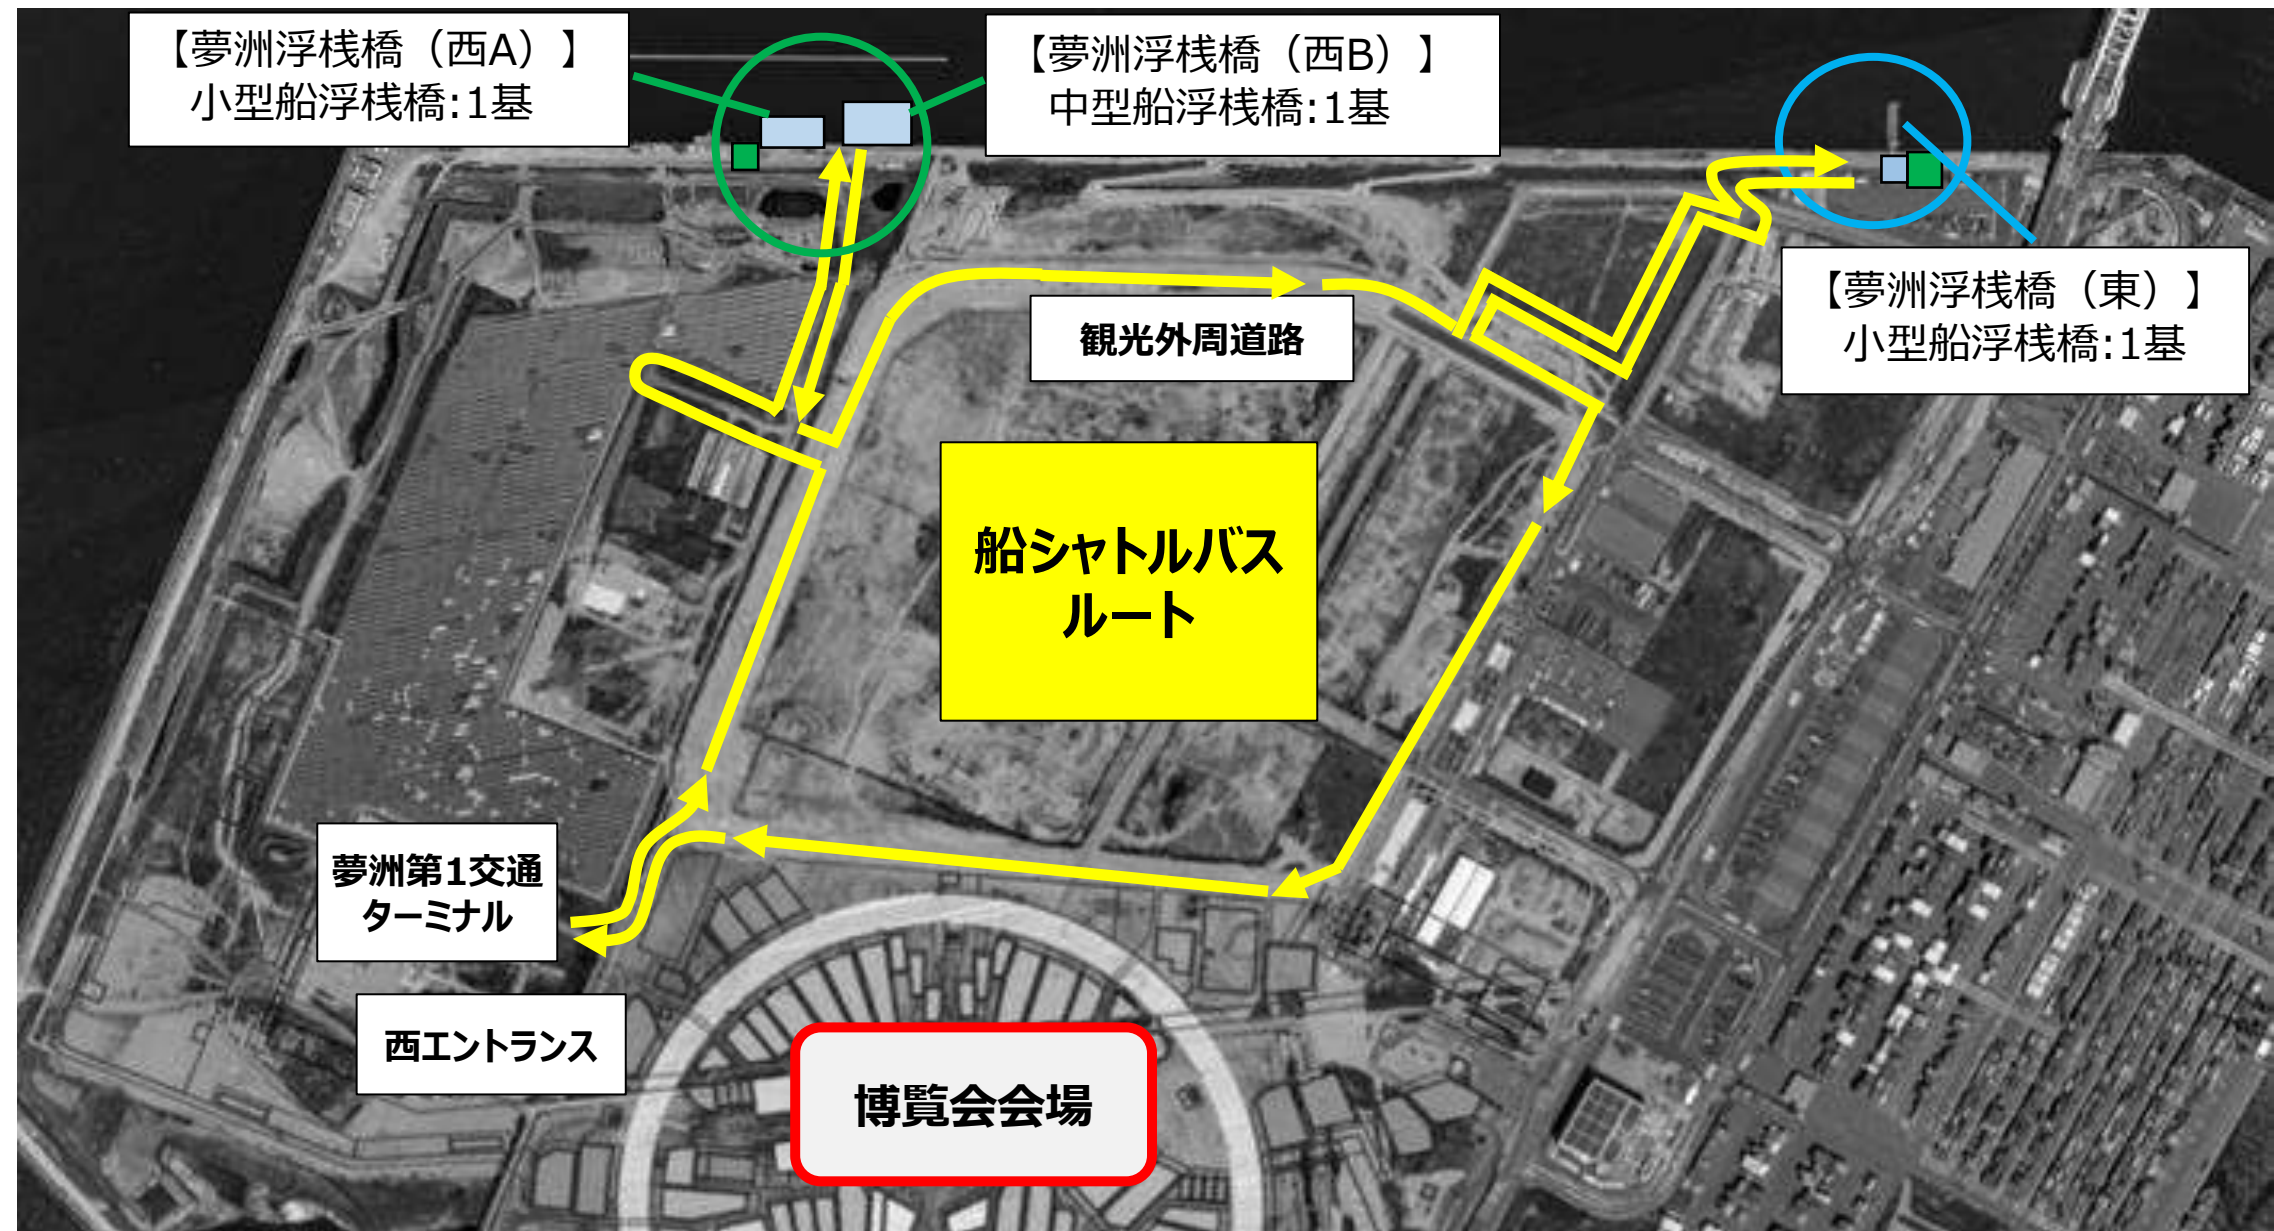 【夢洲浮桟橋（西A）】
小型船浮桟橋:1基
【夢洲浮桟橋（西B）】
中型船浮桟橋:1基
【夢洲浮桟橋（東）】
小型船浮桟橋:1基
観光外周道路
船シャトルバス
ルート
夢洲第1交通
ターミナル
西エントランス
博覧会会場